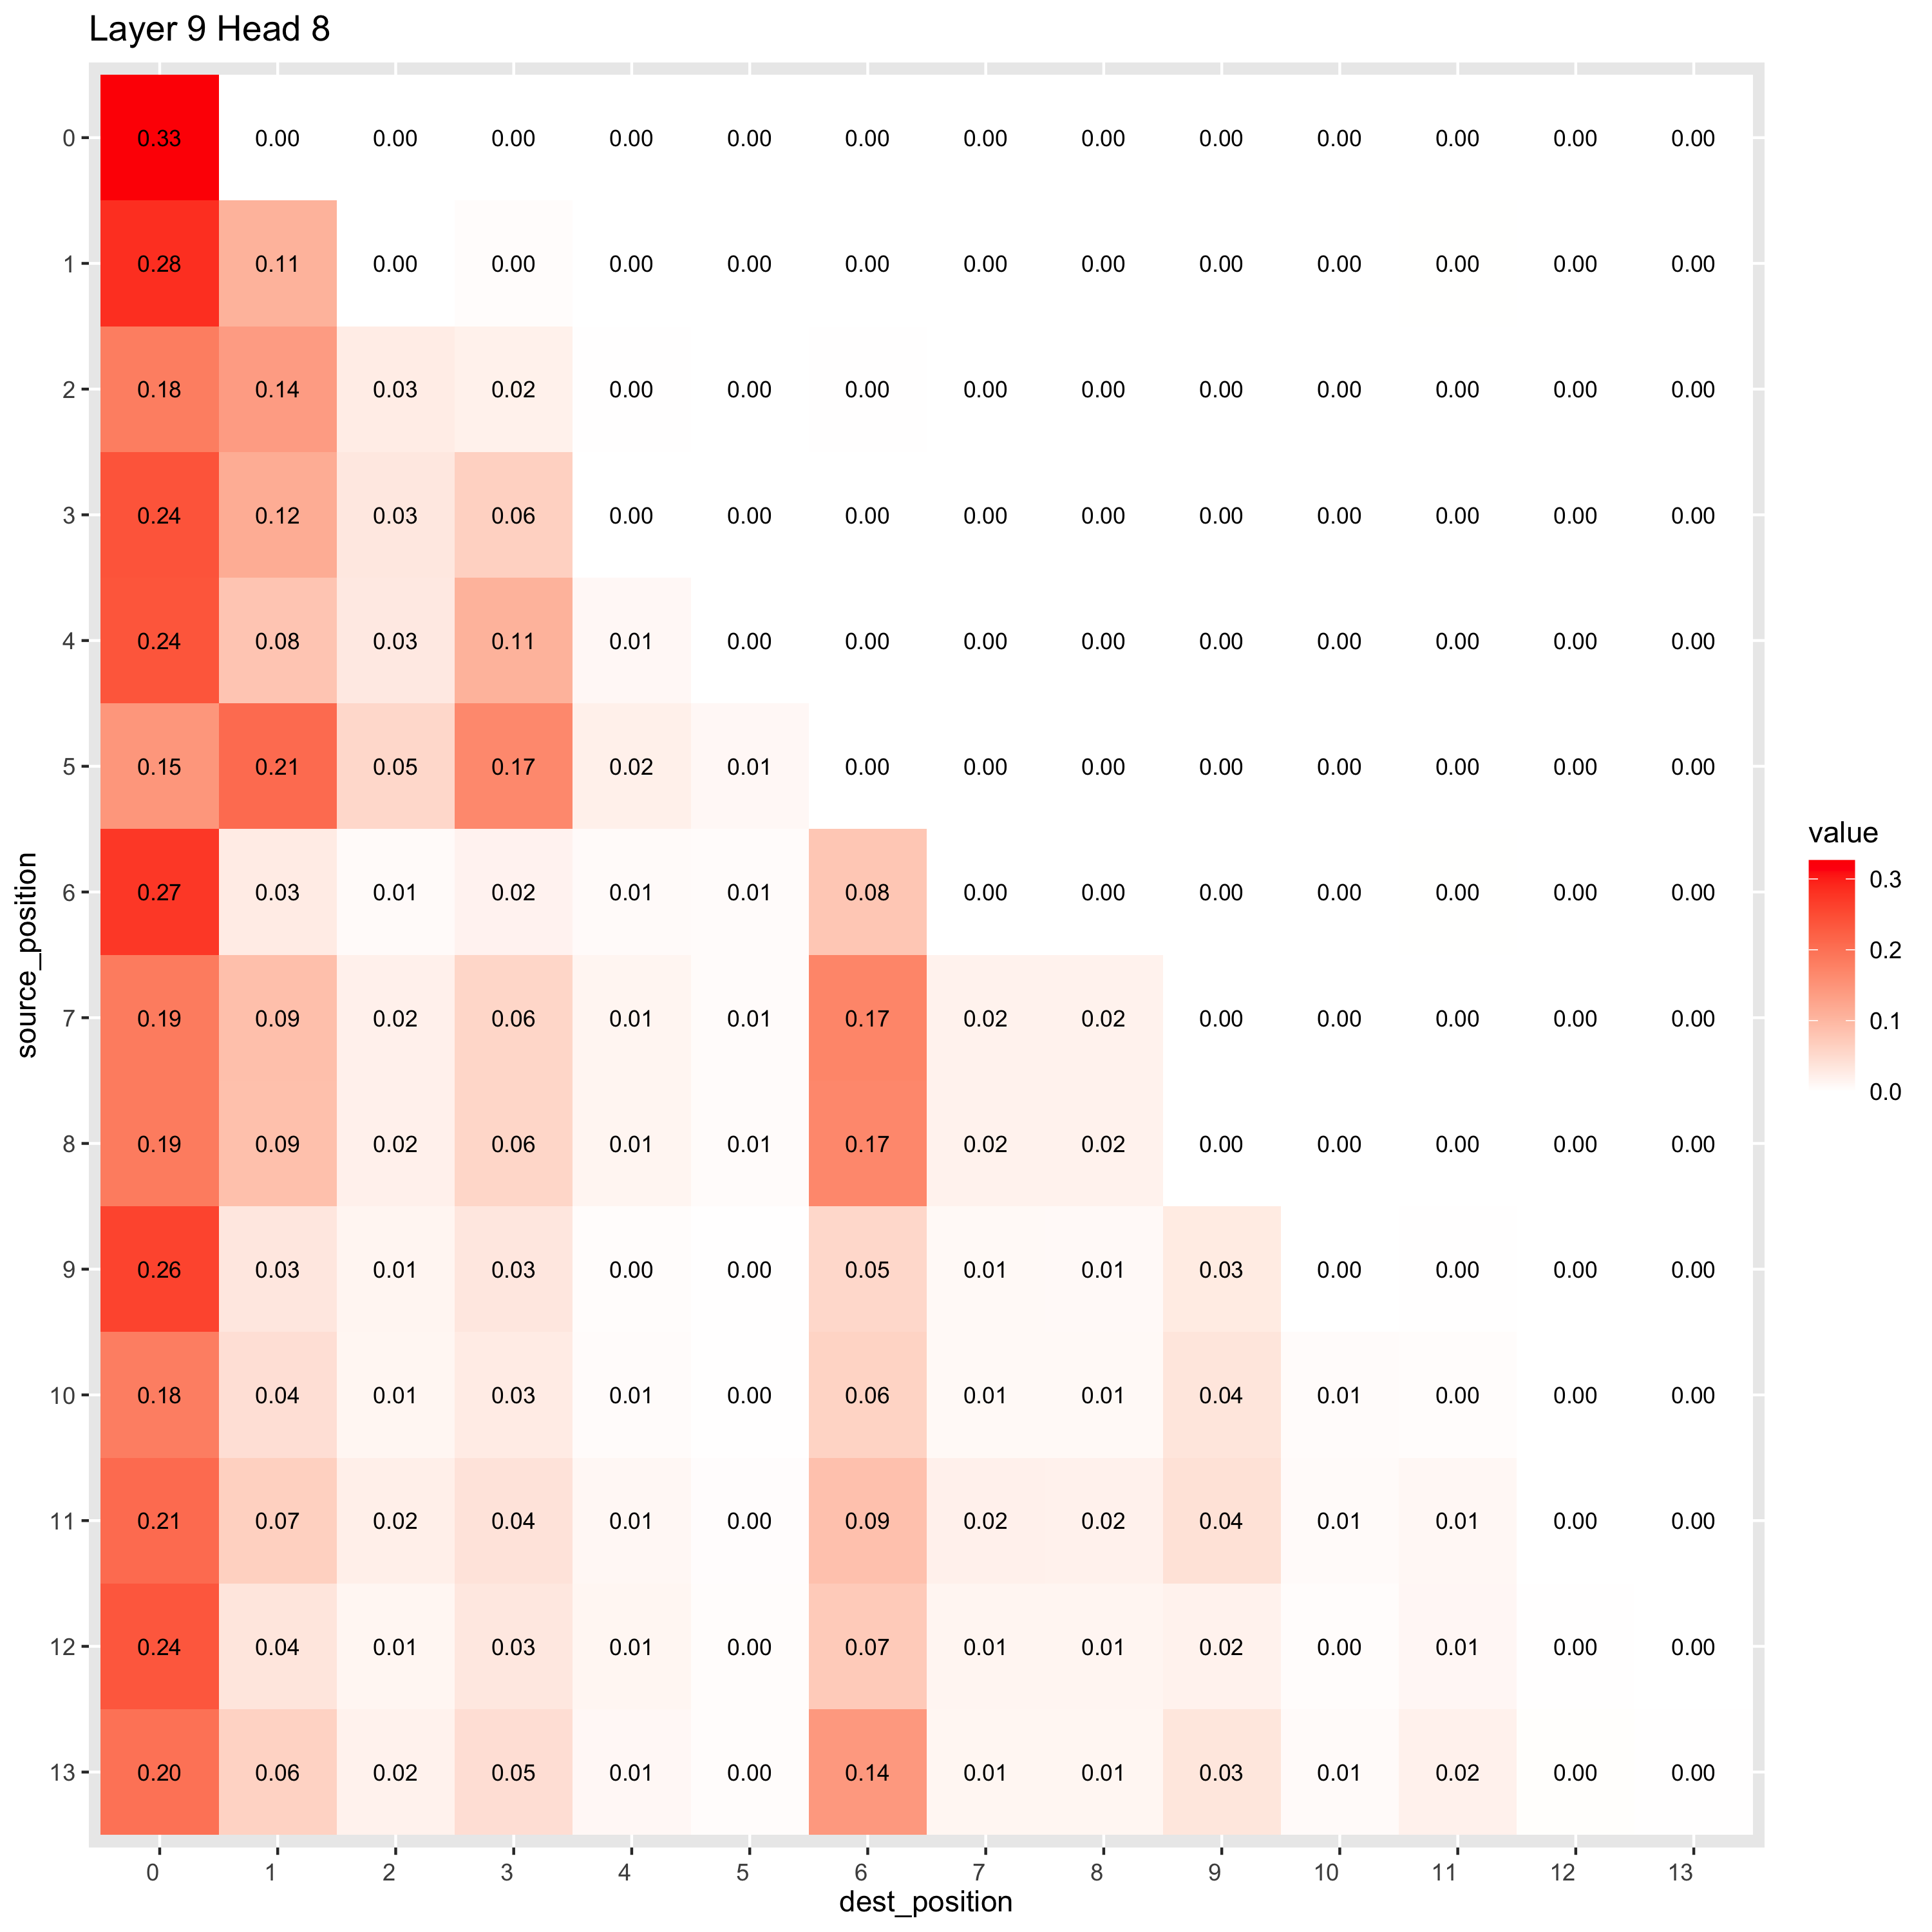 Layer 9 Head 8
0 0.33 0.00 0.00 0.00 0.00 0.00 0.00 0.00 0.00 0.00 0.00 0.00 0.00 0.00
1 0.28 0.11 0.00 0.00 0.00 0.00 0.00 0.00 0.00 0.00 0.00 0.00 0.00 0.00
2 0.18 0.14 0.03 0.02 0.00 0.00 0.00 0.00 0.00 0.00 0.00 0.00 0.00 0.00
3 0.24 0.12 0.03 0.06 0.00 0.00 0.00 0.00 0.00 0.00 0.00 0.00 0.00 0.00
4 0.24 0.08 0.03 0.11 0.01 0.00 0.00 0.00 0.00 0.00 0.00 0.00 0.00 0.00
5 0.15 0.21 0.05 0.17 0.02 0.01 0.00 0.00 0.00 0.00 0.00 0.00 0.00 0.00
6 0.27 0.03 0.01 0.02 0.01 0.01 0.08 0.00 0.00 0.00 0.00 0.00 0.00 0.00
7 0.19 0.09 0.02 0.06 0.01 0.01 0.17 0.02 0.02 0.00 0.00 0.00 0.00 0.00
8 0.19 0.09 0.02 0.06 0.01 0.01 0.17 0.02 0.02 0.00 0.00 0.00 0.00 0.00
9 0.26 0.03 0.01 0.03 0.00 0.00 0.05 0.01 0.01 0.03 0.00 0.00 0.00 0.00
10 0.18 0.04 0.01 0.03 0.01 0.00 0.06 0.01 0.01 0.04 0.01 0.00 0.00 0.00
11 0.21 0.07 0.02 0.04 0.01 0.00 0.09 0.02 0.02 0.04 0.01 0.01 0.00 0.00
12 0.24 0.04 0.01 0.03 0.01 0.00 0.07 0.01 0.01 0.02 0.00 0.01 0.00 0.00
13 0.20 0.06 0.02 0.05 0.01 0.00 0.14 0.01 0.01 0.03 0.01 0.02 0.00 0.00
0 1 2 3 4 5 6 7 8 9 10 11 12 13
dest_position
source_position
value
0.3
0.2
0.1
0.0